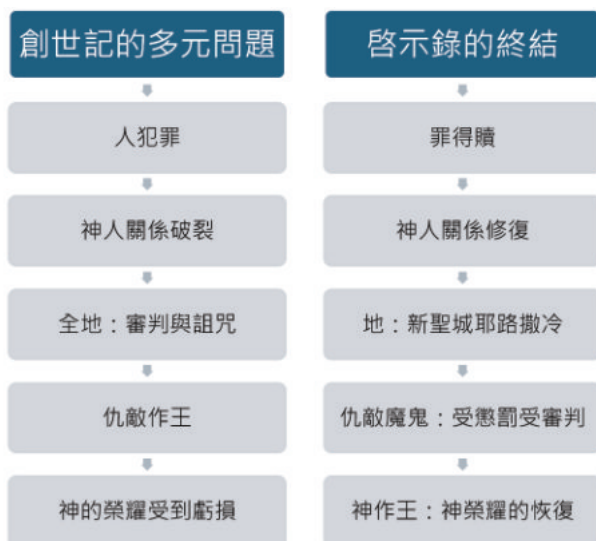 創世記的多元問題
人犯罪
神人關係破裂
全地：審判與詛咒
仇敵作王
神的榮耀受到虧損
啓示錄的終結
罪得贖
神人關係修復
地：新聖城耶路撒冷
仇敵魔鬼：受懲罰受審判
神作王：神榮耀的恢復